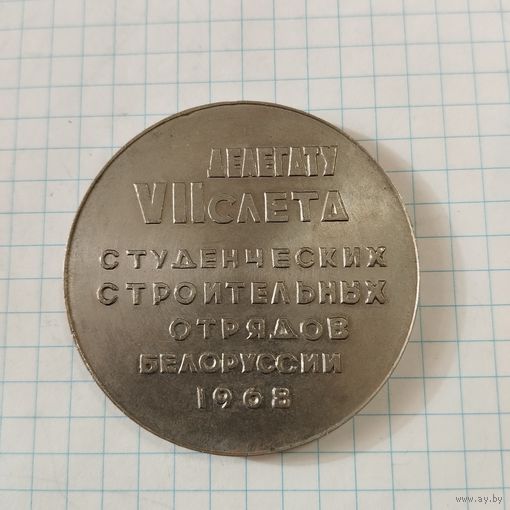 ДЕЛЕГАТУ
VII СЛЕТА
СТУДЕНЧЕСКИХ
СТРОИТЕЛЬНЫХ
ОТРЯДОВ
БЕЛОРУССИИ
1968
www.ay.by